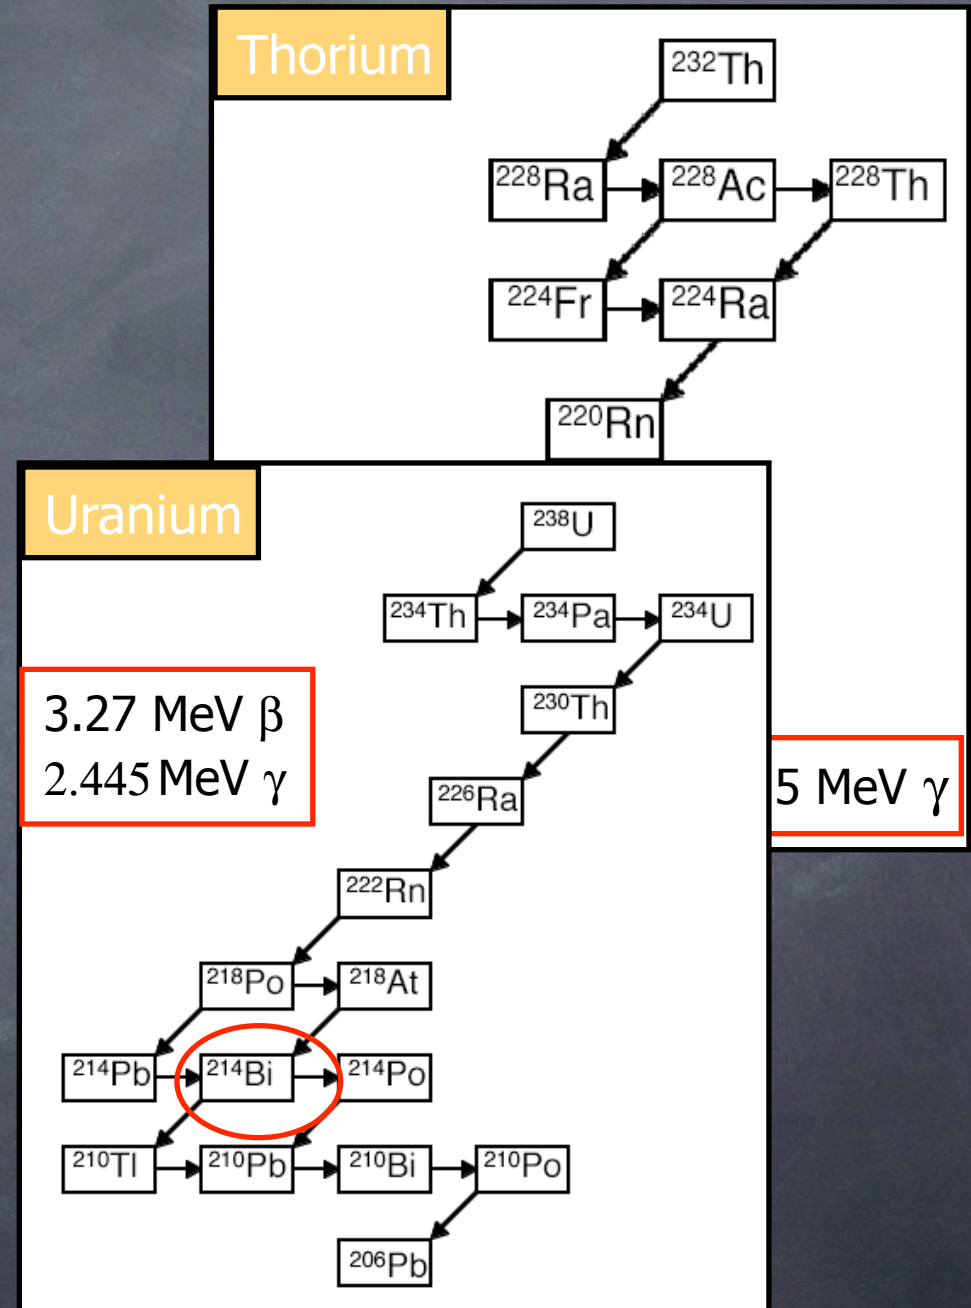 Thorium
²³²Th
²²⁸Ra ²²⁸Ac ²²⁸Th
²²⁴Fr ²²⁴Ra
²²⁰Rn
5 MeV γ
Uranium
²³⁸U
²³⁴Th ²³⁴Pa ²³⁴U
3.27 MeV β
2.445 MeV γ
²³⁰Th
²²⁶Ra
²²²Rn
²¹⁸Po ²¹⁸At
²¹⁴Pb ²¹⁴Bi ²¹⁴Po
²¹⁰Tl ²¹⁰Pb ²¹⁰Bi ²¹⁰Po
²⁰⁶Pb